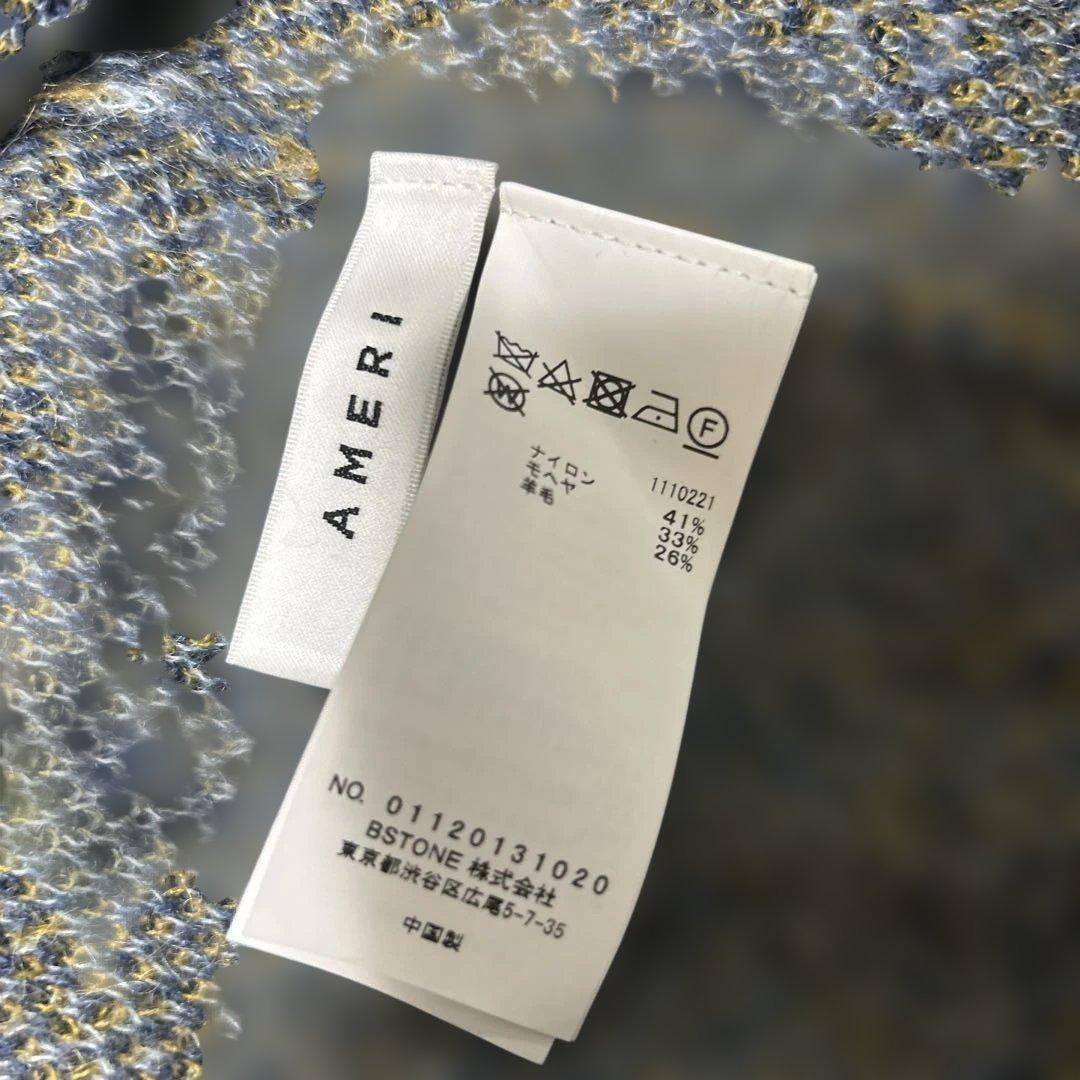 AMERI
F
1110221
ナイロン 41%
モヘヤ 33%
羊毛 26%
NO. 01120131020
BSTONE 株式会社
東京都渋谷区広尾5-7-35
中国製